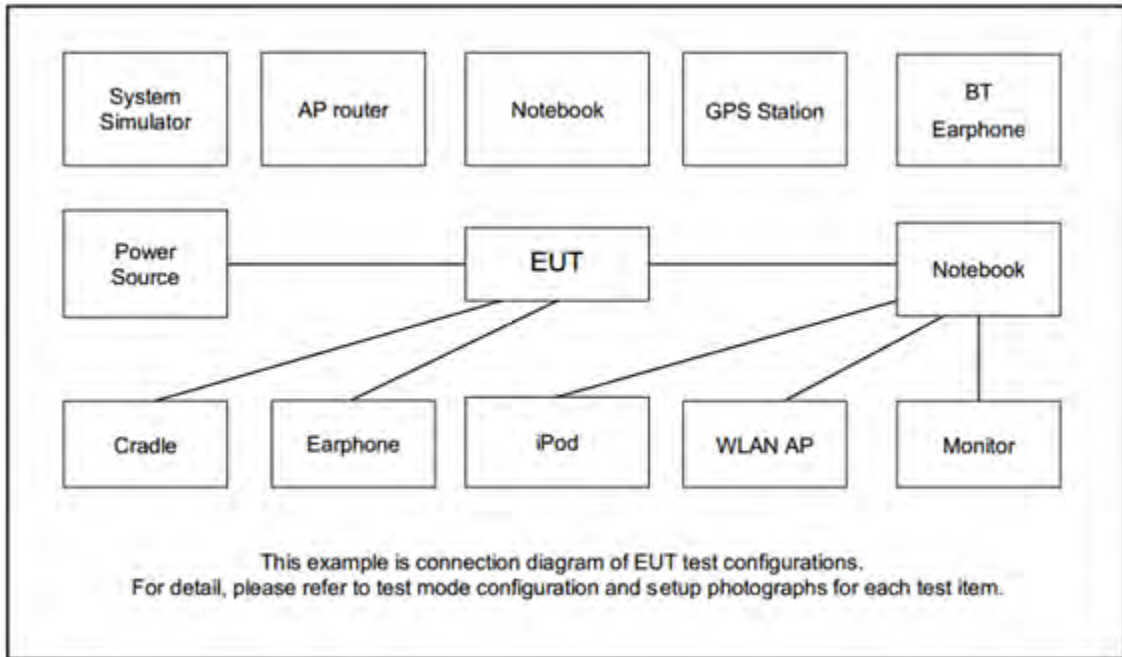 System
Simulator
AP router
Notebook
GPS Station
BT
Earphone
Power
Source
EUT
Notebook
Cradle
Earphone
iPod
WLAN AP
Monitor
This example is connection diagram of EUT test configurations.
For detail, please refer to test mode configuration and setup photographs for each test item.